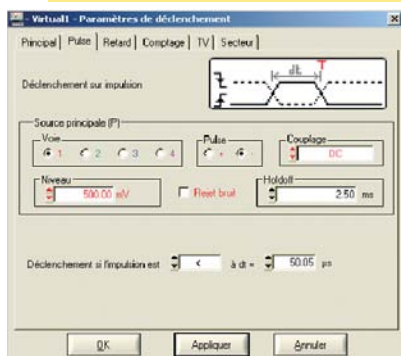 - Virtual1 - Paramètres de déclenchement
Principal Pulse Retard Comptage TV Secteur
Déclenchement sur impulsion
dt
T
Source principale (P)
Voie
1 2 3 4
Pulse
+ -
Couplage
DC
Niveau
500.00 mV
Rejet bruit
Holdoff
2.50 ms
Déclenchement si l'impulsion est < à dt = 50.05 µs
OK Appliquer Annuler